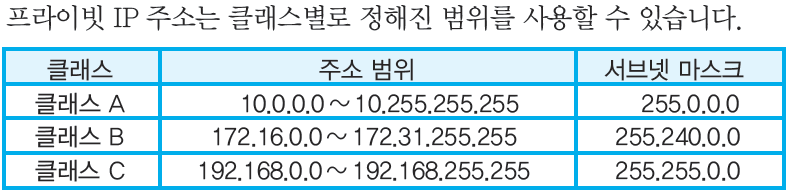 프라이빗 IP 주소는 클래스별로 정해진 범위를 사용할 수 있습니다.
클래스 주소 범위 서브넷 마스크
클래스 A 10.0.0.0~10.255.255.255 255.0.0.0
클래스 B 172.16.0.0~172.31.255.255 255.240.0.0
클래스 C 192.168.0.0~192.168.255.255 255.255.0.0